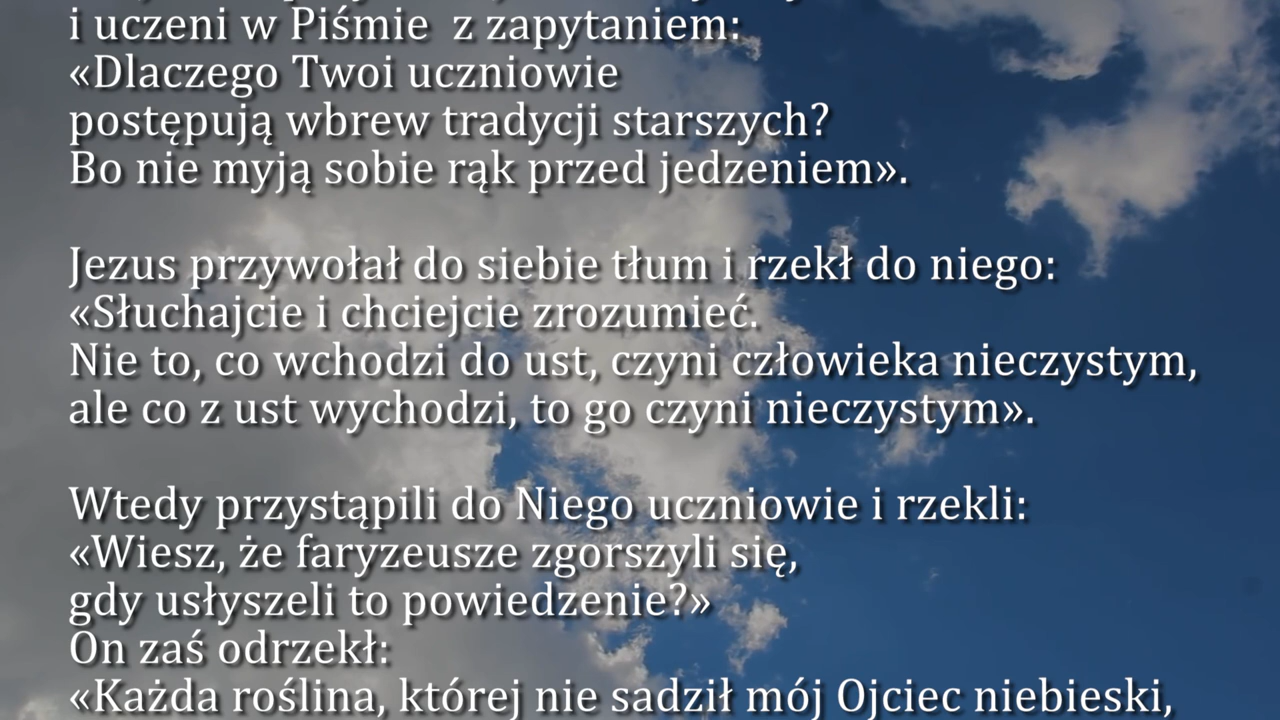 i uczeni w Piśmie z zapytaniem:
«Dlaczego Twoi uczniowie
postępują wbrew tradycji starszych?
Bo nie myją sobie rąk przed jedzeniem».
Jezus przywołał do siebie tłum i rzekł do niego:
«Słuchajcie i chciejcie zrozumieć.
Nie to, co wchodzi do ust, czyni człowieka nieczystym,
ale co z ust wychodzi, to go czyni nieczystym».
Wtedy przystąpili do Niego uczniowie i rzekli:
«Wiesz, że faryzeusze zgorszyli się,
gdy usłyszeli to powiedzenie?»
On zaś odrzekł:
«Każda roślina, której nie sadził mój Ojciec niebieski,